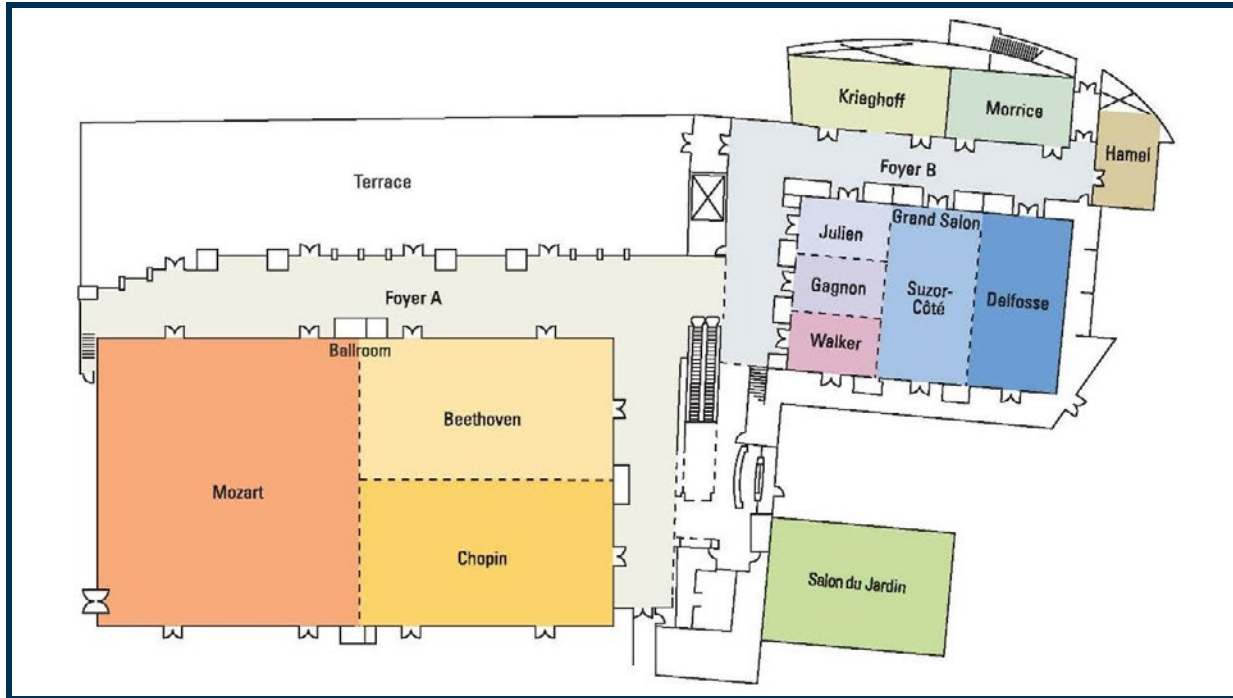 Krieghoff
Morrice
Hamel
Terrace
Foyer B
Grand Salon
Julien
Gagnon
Suzor-
Côté
Delfosse
Walker
Foyer A
Ballroom
Beethoven
Mozart
Chopin
Salon du Jardin